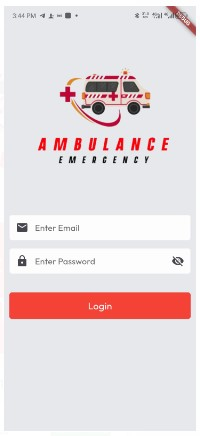 3:44 PM
AMBULANCE
EMERGENCY
Enter Email
Enter Password
Login